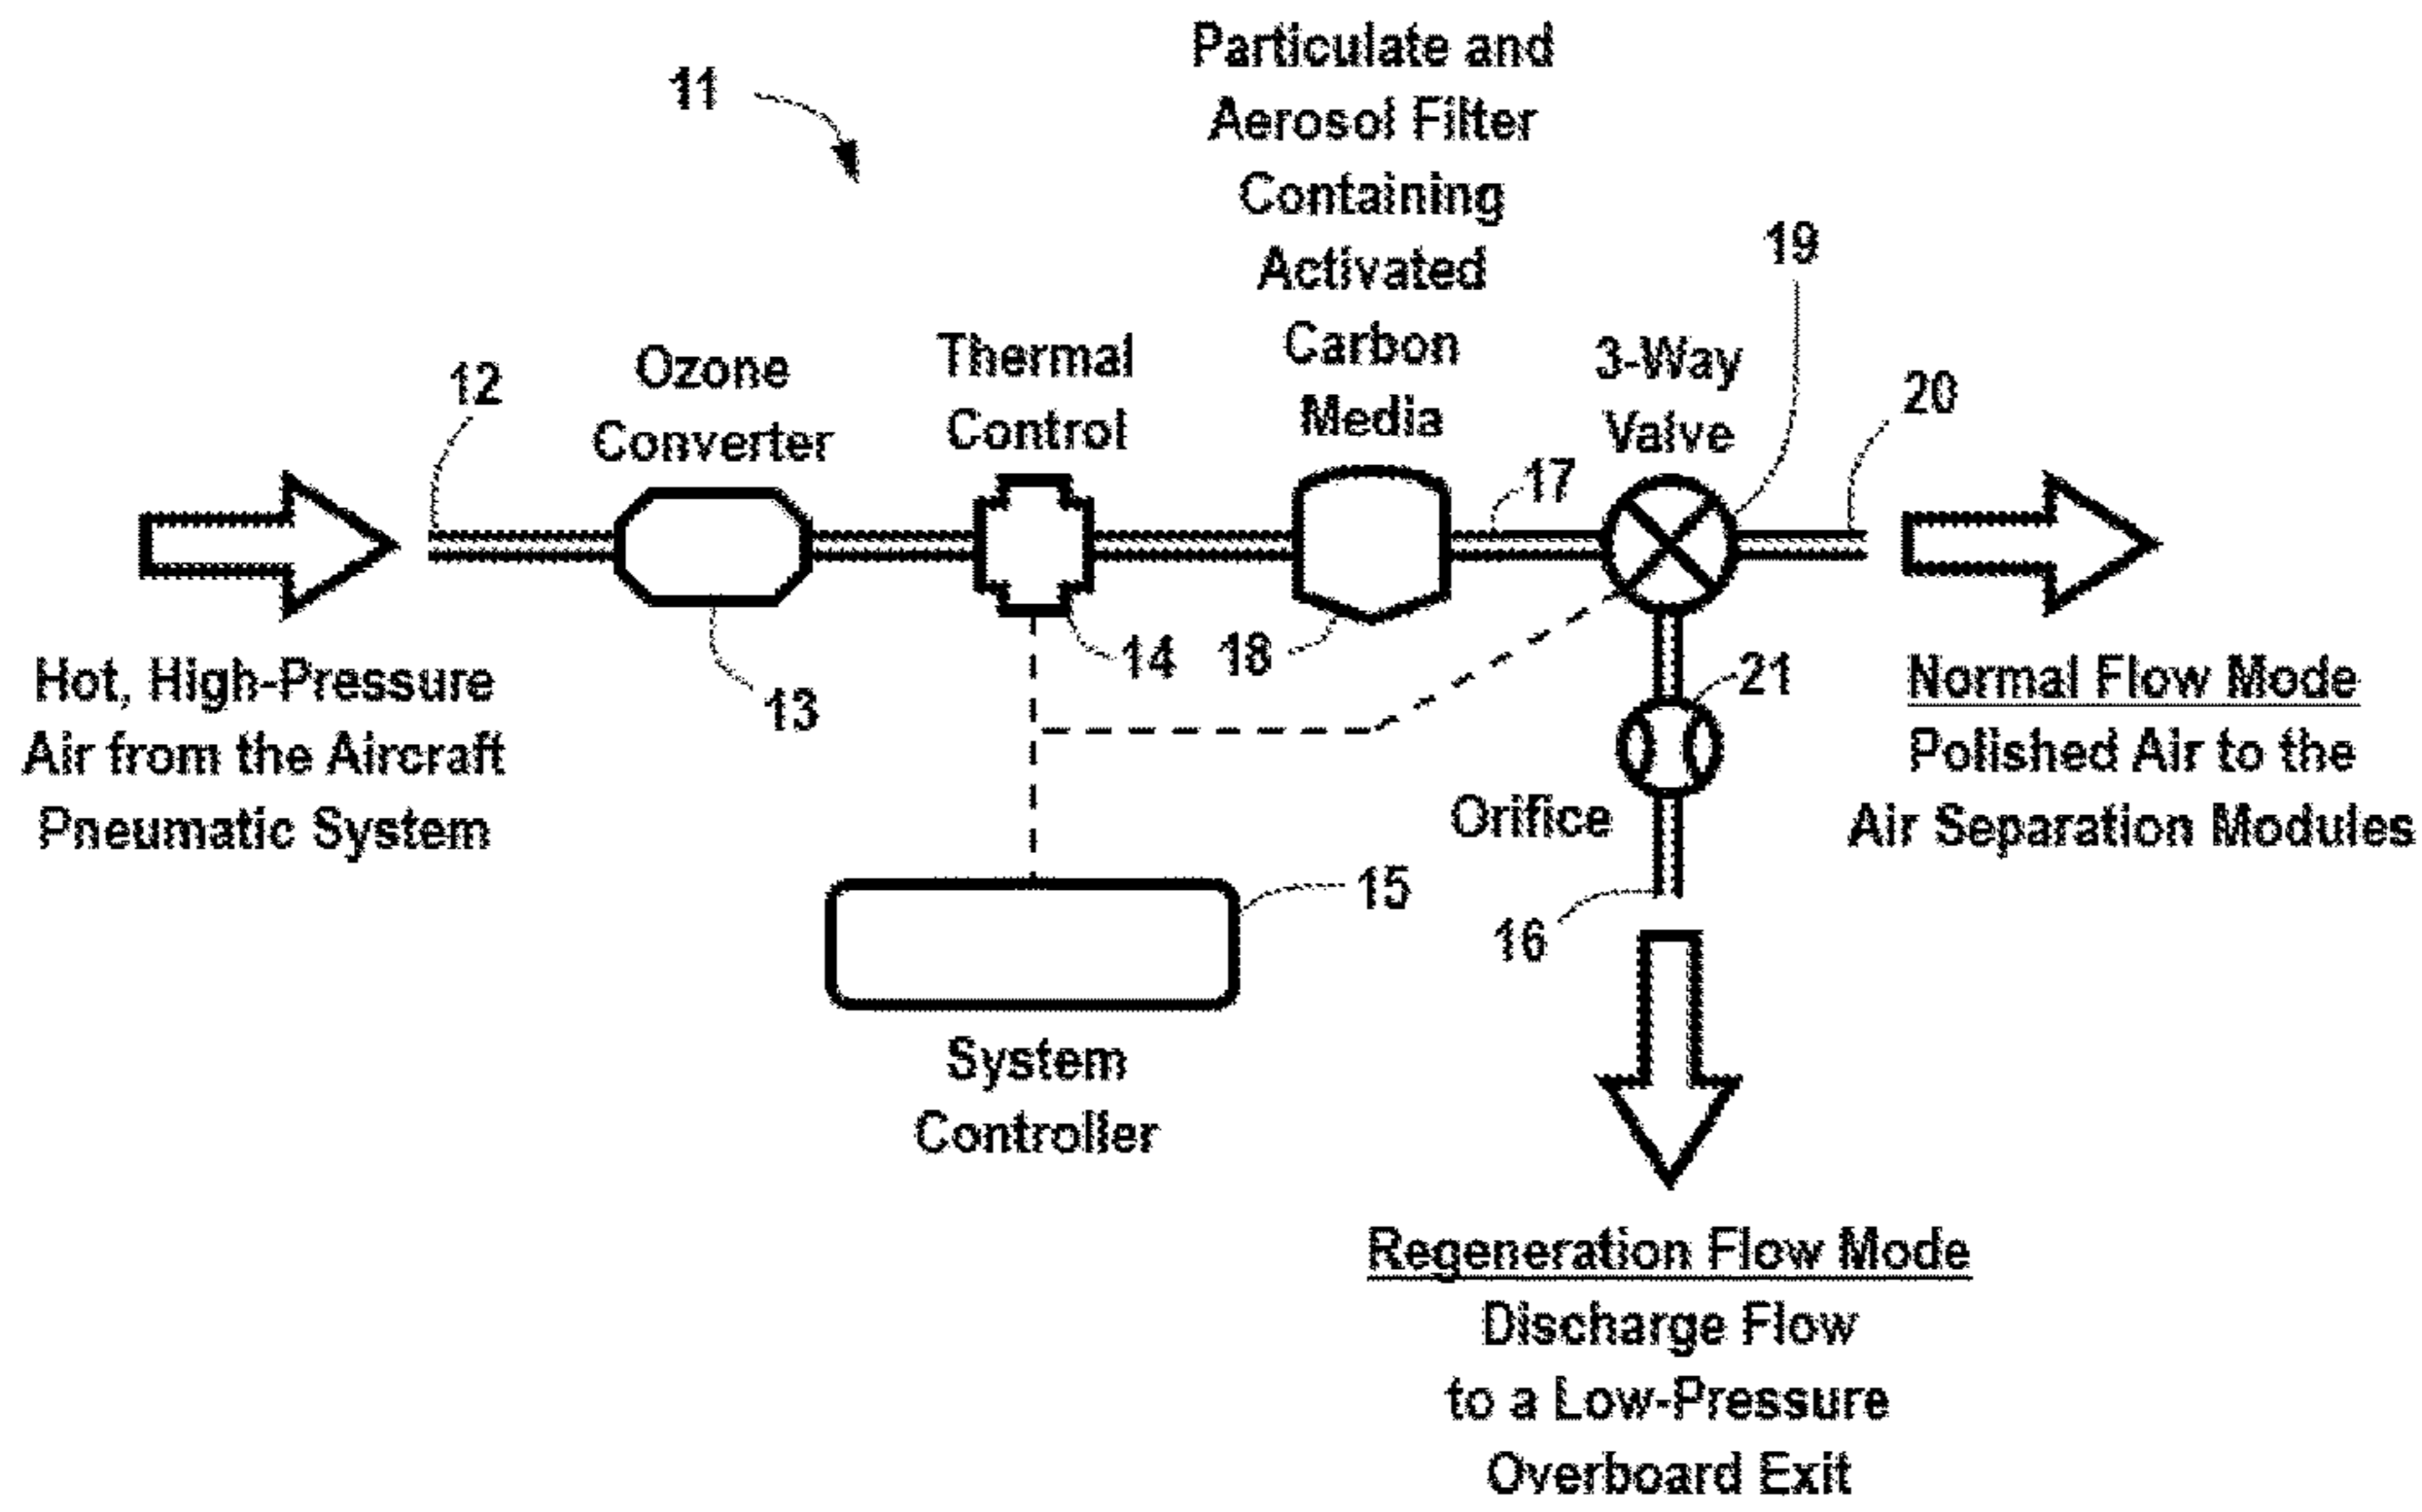 11
Particulate and
Aerosol Filter
Containing
Activated
Carbon
Media
19
12
Ozone
Converter
Thermal
Control
3-Way
Valve
20
17
Hot, High-Pressure
Air from the Aircraft
Pneumatic System
13
14
18
21
Normal Flow Mode
Polished Air to the
Air Separation Modules
Orifice
15
16
System
Controller
Regeneration Flow Mode
Discharge Flow
to a Low-Pressure
Overboard Exit